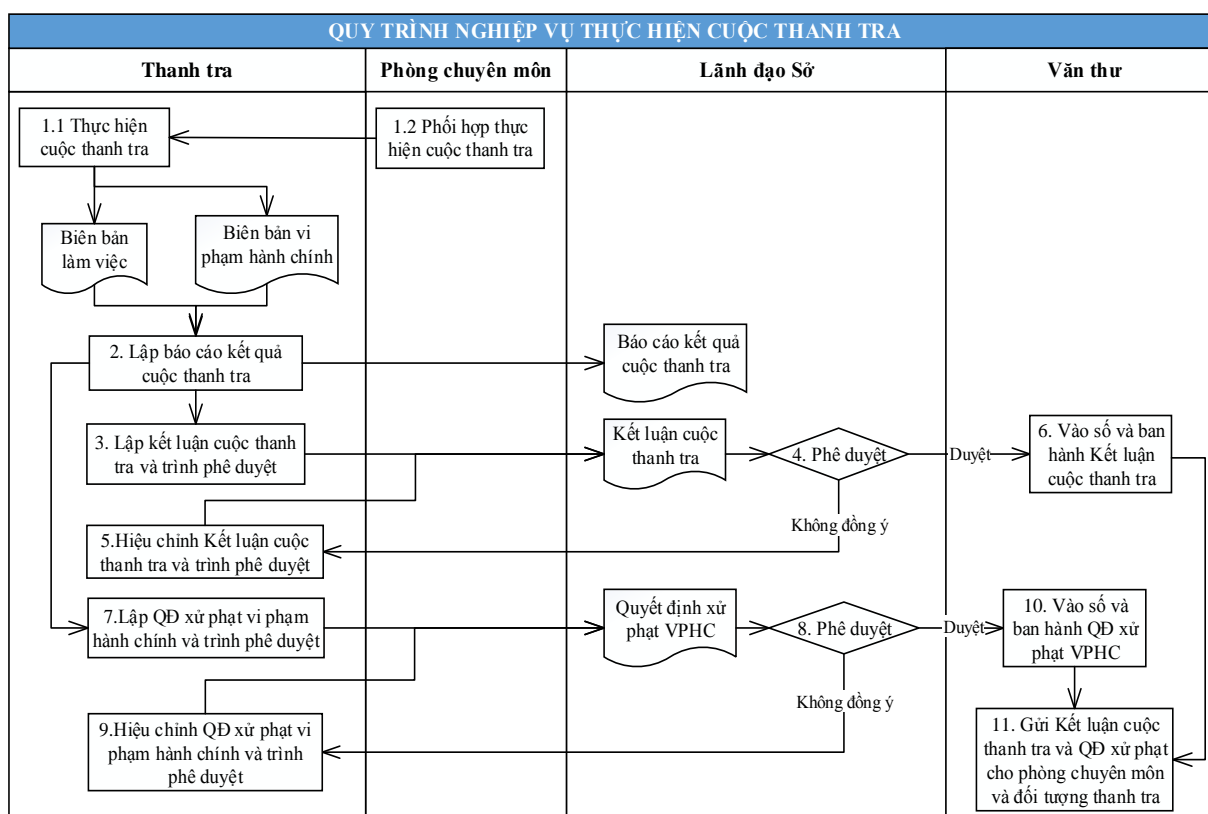 QUY TRÌNH NGHIỆP VỤ THỰC HIỆN CUỘC THANH TRA
Thanh tra
Phòng chuyên môn
Lãnh đạo Sở
Văn thư
1.1 Thực hiện
cuộc thanh tra
1.2 Phối hợp thực
hiện cuộc thanh tra
Biên bản
làm việc
Biên bản vi
phạm hành chính
2. Lập báo cáo kết quả
cuộc thanh tra
Báo cáo kết quả
cuộc thanh tra
3. Lập kết luận cuộc thanh
tra và trình phê duyệt
Kết luận cuộc
thanh tra
4. Phê duyệt
Duyệt
6. Vào số và ban
hành Kết luận
cuộc thanh tra
Không đồng ý
5.Hiệu chỉnh Kết luận cuộc
thanh tra và trình phê duyệt
7.Lập QĐ xử phạt vi phạm
hành chính và trình phê duyệt
Quyết định xử
phạt VPHC
8. Phê duyệt
Duyệt
10. Vào số và
ban hành QĐ xử
phạt VPHC
Không đồng ý
9.Hiệu chỉnh QĐ xử phạt vi
phạm hành chính và trình
phê duyệt
11. Gửi Kết luận cuộc
thanh tra và QĐ xử phạt
cho phòng chuyên môn
và đối tượng thanh tra